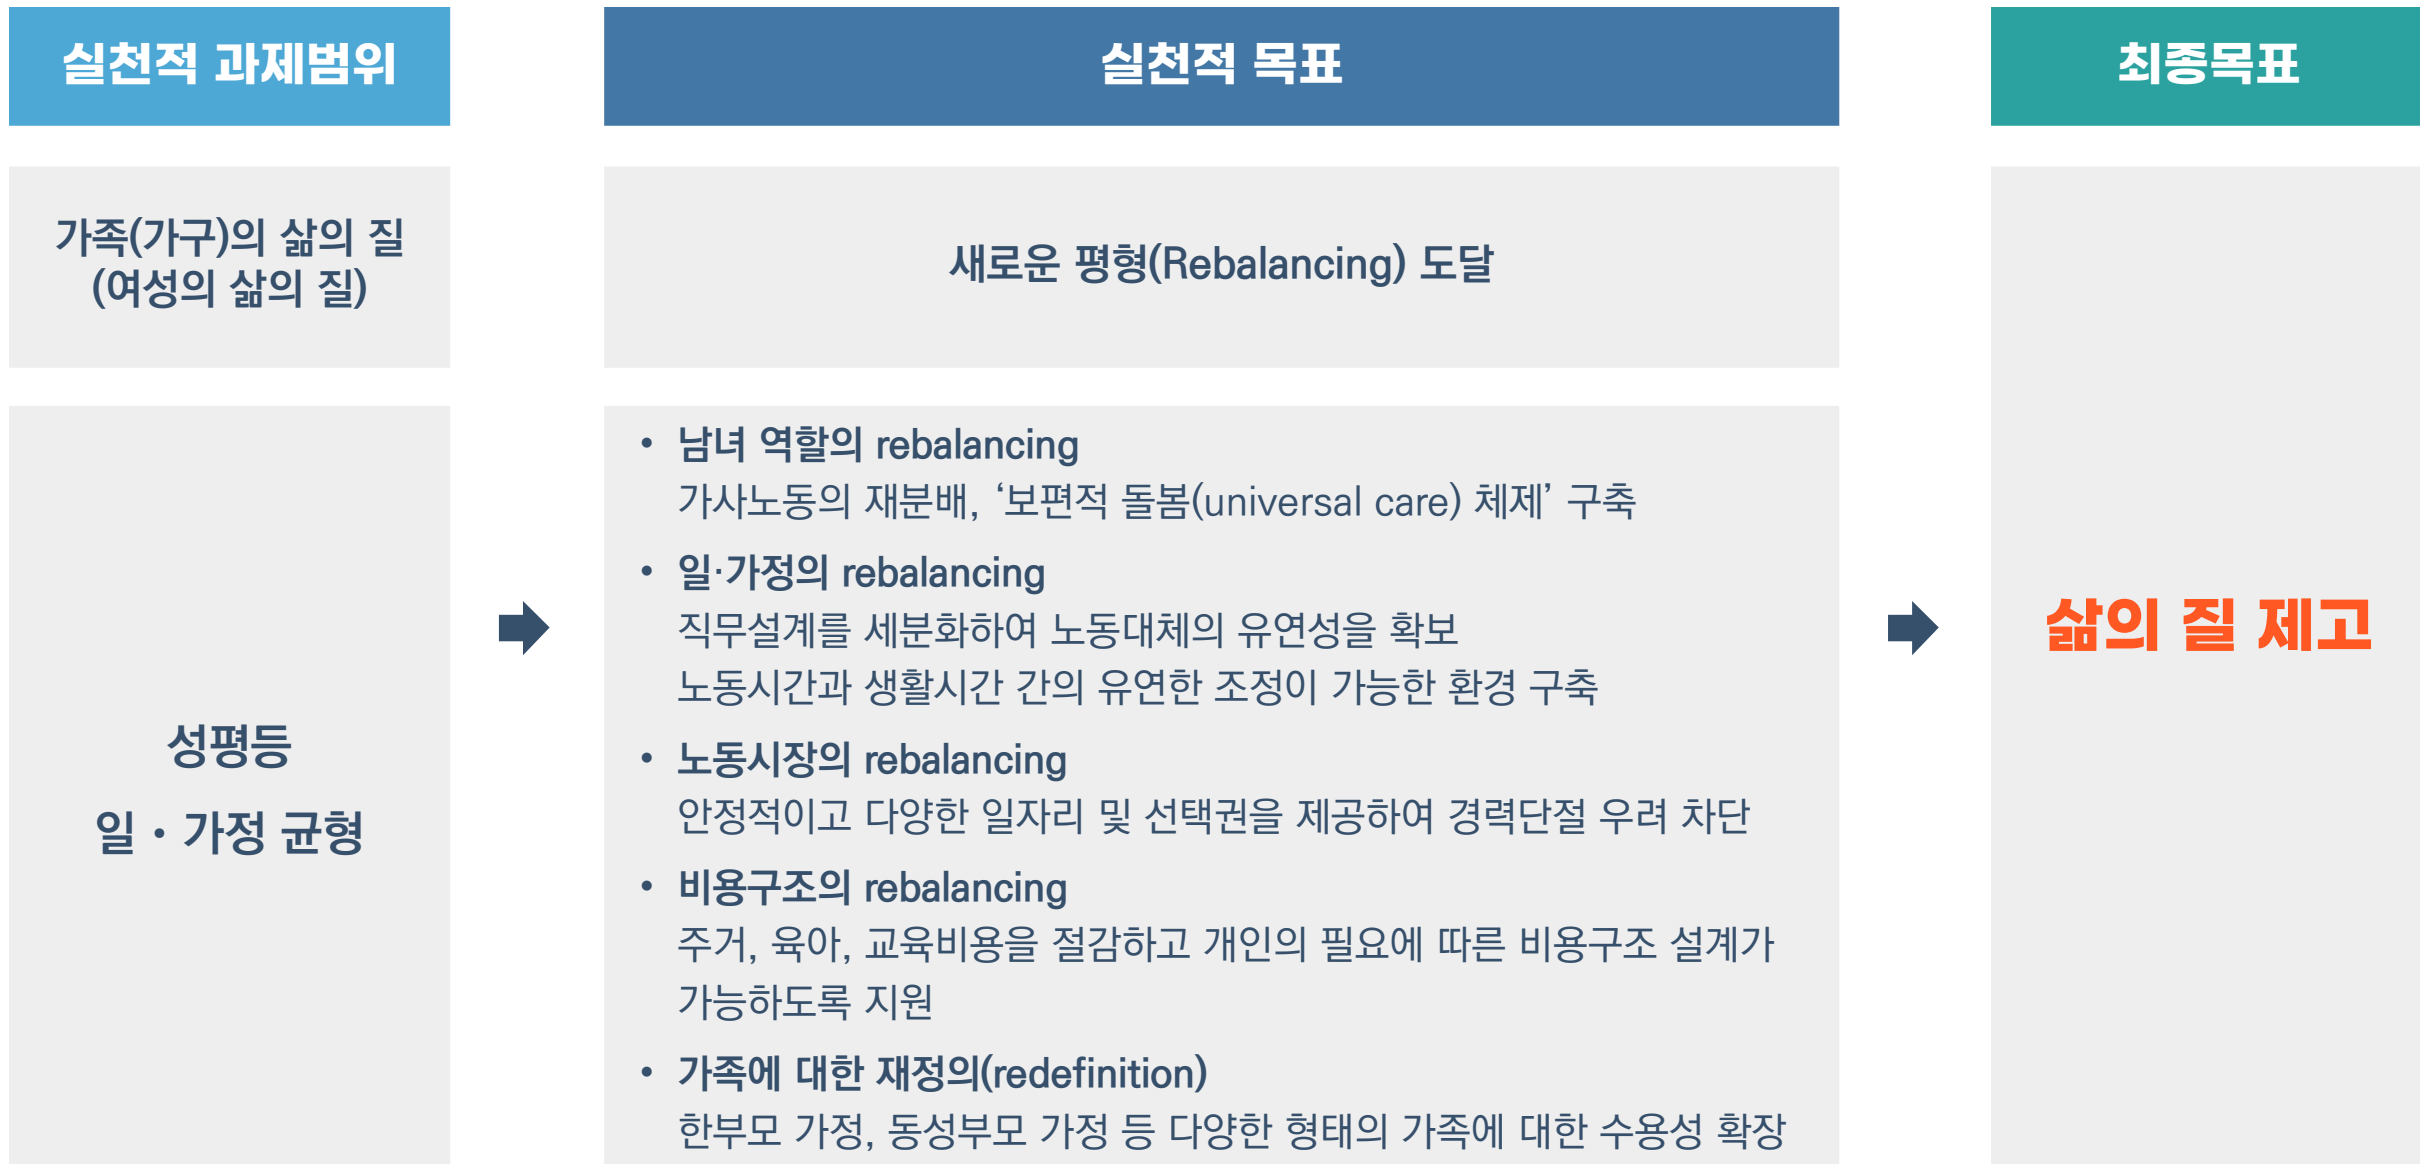 실천적 과제범위
실천적 목표
최종목표
가족(가구)의 삶의 질
(여성의 삶의 질)
새로운 평형(Rebalancing) 도달
성평등
일 · 가정 균형
• 남녀 역할의 rebalancing
가사노동의 재분배, ‘보편적 돌봄(universal care) 체제’ 구축
• 일·가정의 rebalancing
직무설계를 세분화하여 노동대체의 유연성을 확보
노동시간과 생활시간 간의 유연한 조정이 가능한 환경 구축
• 노동시장의 rebalancing
안정적이고 다양한 일자리 및 선택권을 제공하여 경력단절 우려 차단
• 비용구조의 rebalancing
주거, 육아, 교육비용을 절감하고 개인의 필요에 따른 비용구조 설계가
가능하도록 지원
• 가족에 대한 재정의(redefinition)
한부모 가정, 동성부모 가정 등 다양한 형태의 가족에 대한 수용성 확장
삶의 질 제고